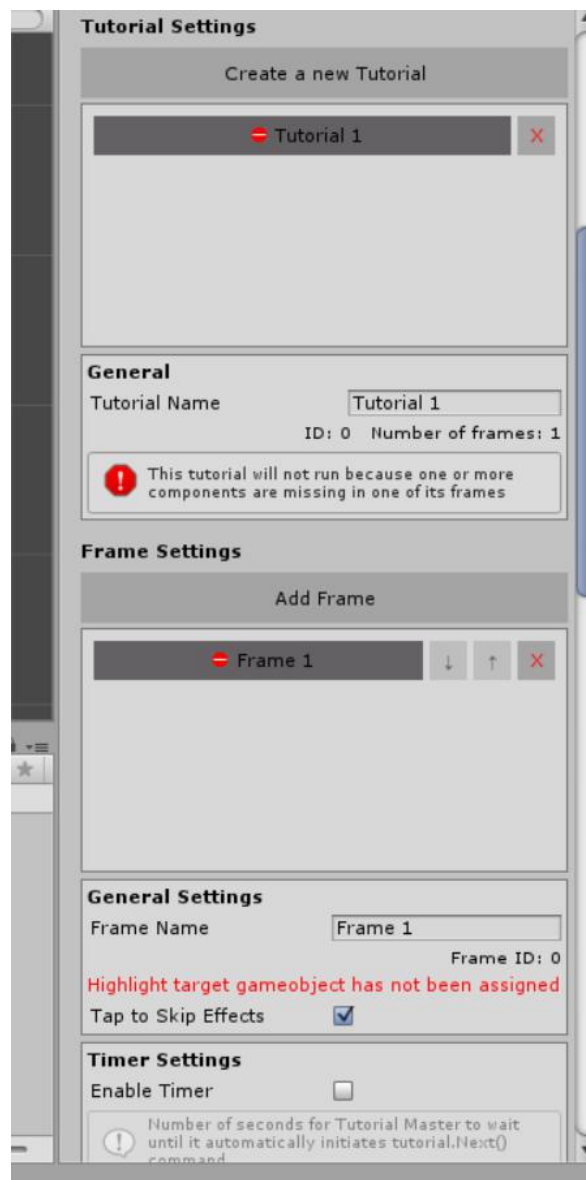 Tutorial Settings
Create a new Tutorial
Tutorial 1
X
General
Tutorial Name
Tutorial 1
ID: 0 Number of frames: 1
This tutorial will not run because one or more
components are missing in one of its frames
Frame Settings
Add Frame
Frame 1
↓ ↑ X
General Settings
Frame Name
Frame 1
Frame ID: 0
Highlight target gameobject has not been assigned
Tap to Skip Effects
Timer Settings
Enable Timer
Number of seconds for Tutorial Master to wait
until it automatically initiates tutorial.Next()
command